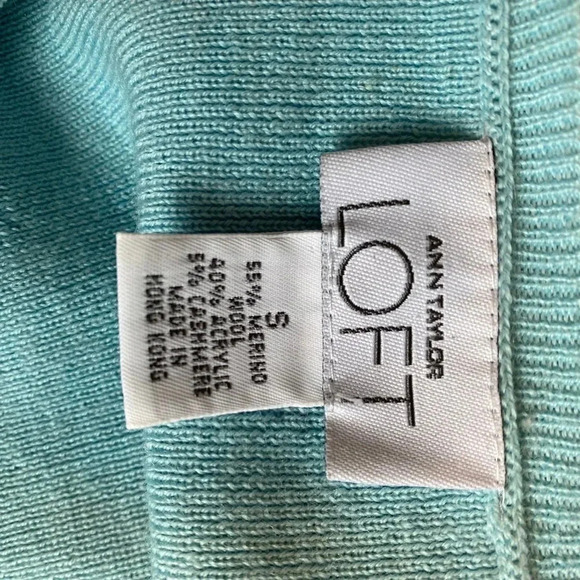 ANN TAYLOR
LOFT
S
55% MERINO
WOOL
40% ACRYLIC
5% CASHMERE
MADE IN
HONG KONG